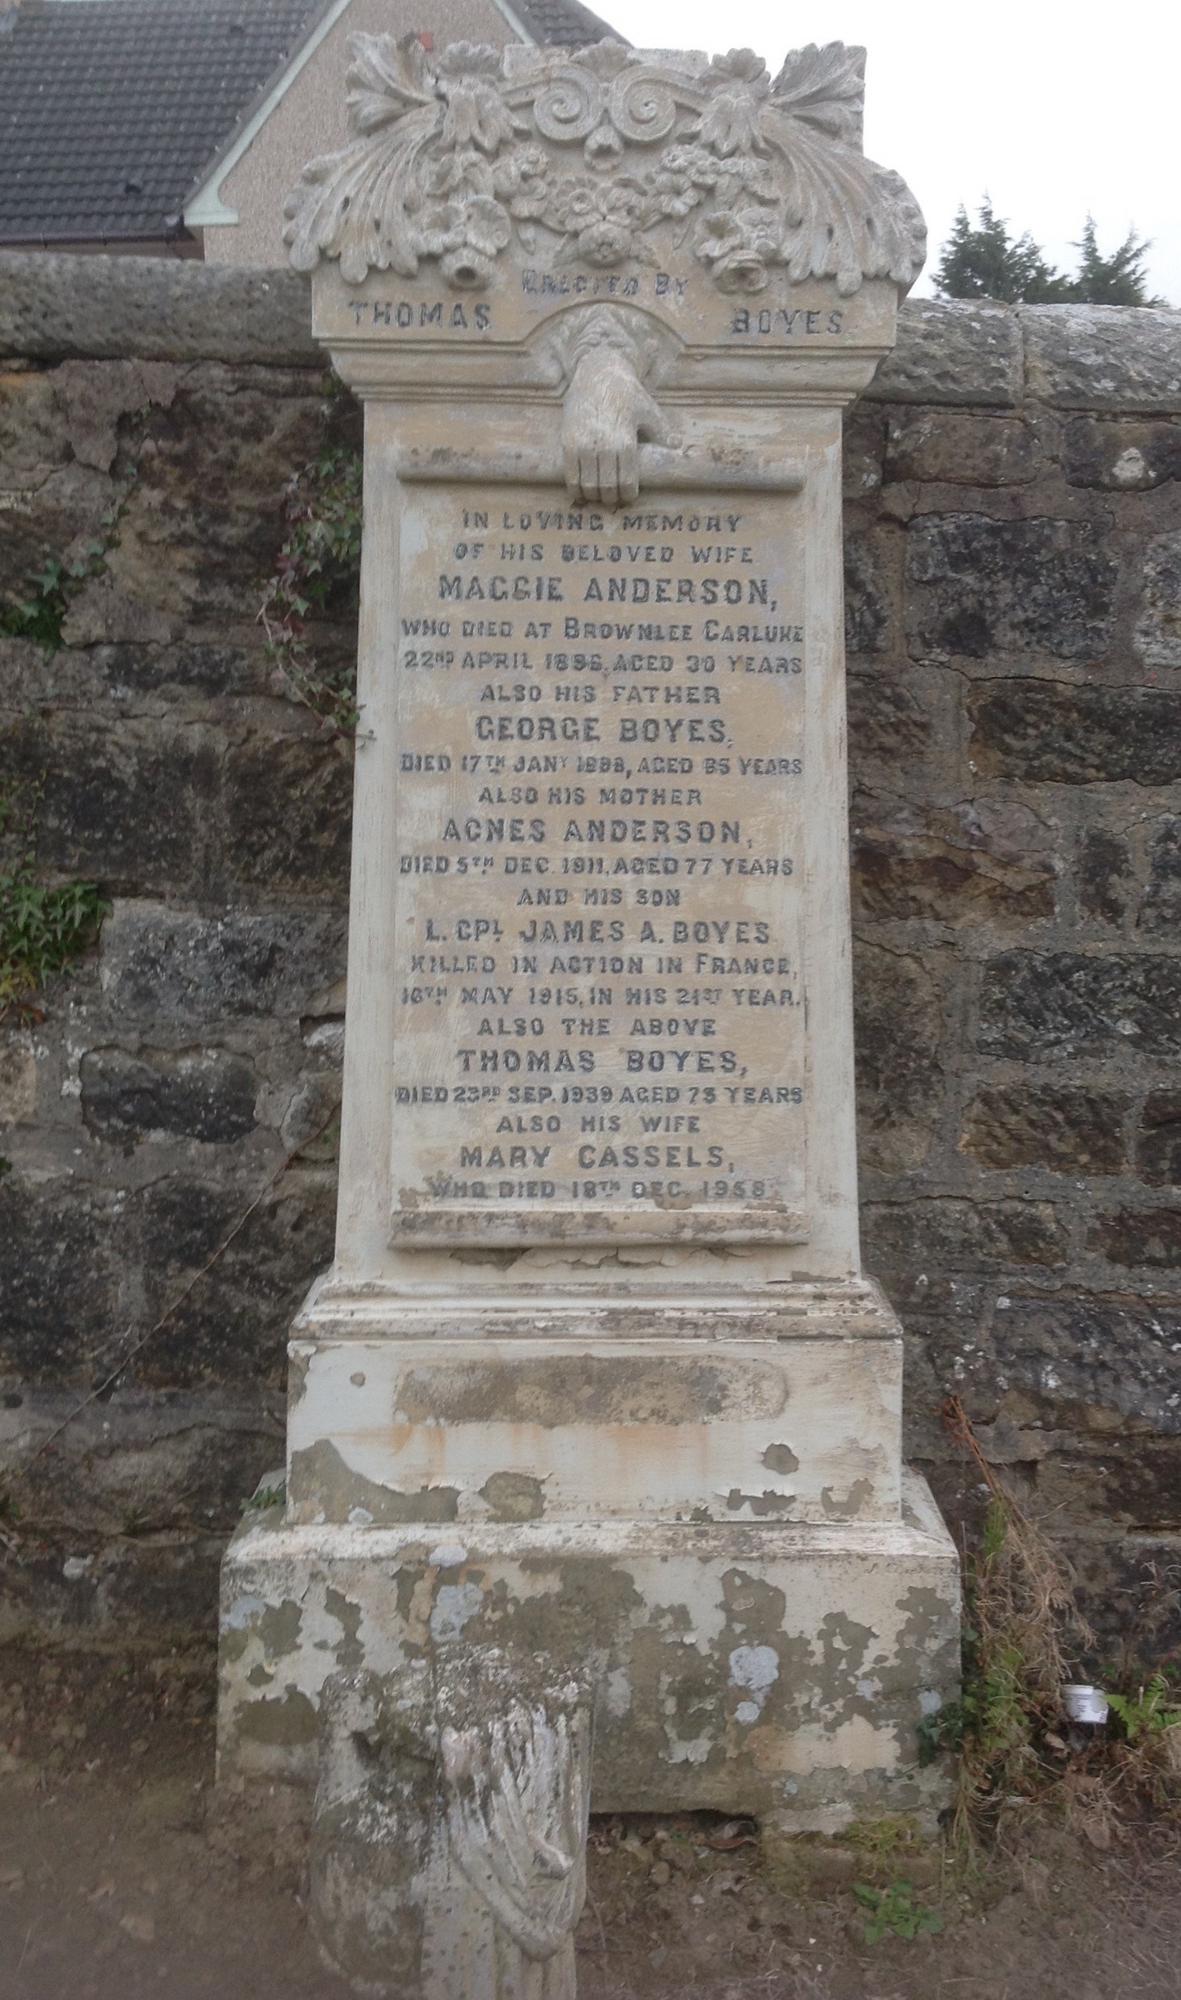 ERECTED BY
THOMAS BOYES
IN LOVING MEMORY
OF HIS BELOVED WIFE
MAGGIE ANDERSON,
WHO DIED AT BROWNLEE CARLUKE
22ND APRIL 1896, AGED 30 YEARS
ALSO HIS FATHER
GEORGE BOYES,
DIED 17TH JANY 1898, AGED 65 YEARS
ALSO HIS MOTHER
AGNES ANDERSON,
DIED 5TH DEC. 1911, AGED 77 YEARS
AND HIS SON
L. CPL JAMES A. BOYES
KILLED IN ACTION IN FRANCE,
16TH MAY 1915, IN HIS 21ST YEAR.
ALSO THE ABOVE
THOMAS BOYES,
DIED 23RD SEP. 1939 AGED 75 YEARS
ALSO HIS WIFE
MARY CASSELS,
WHO DIED 18TH DEC. 1958.